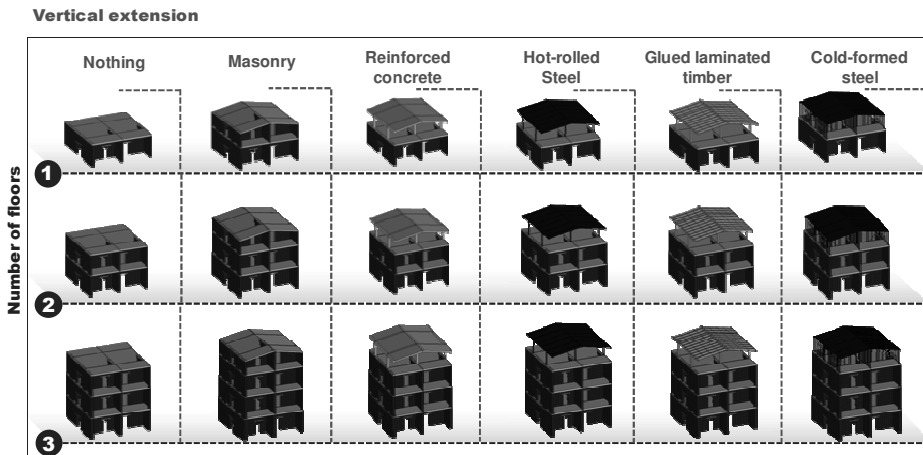 Vertical extension
Nothing
Masonry
Reinforced
concrete
Hot-rolled
Steel
Glued laminated
timber
Cold-formed
steel
Number of floors
1
2
3